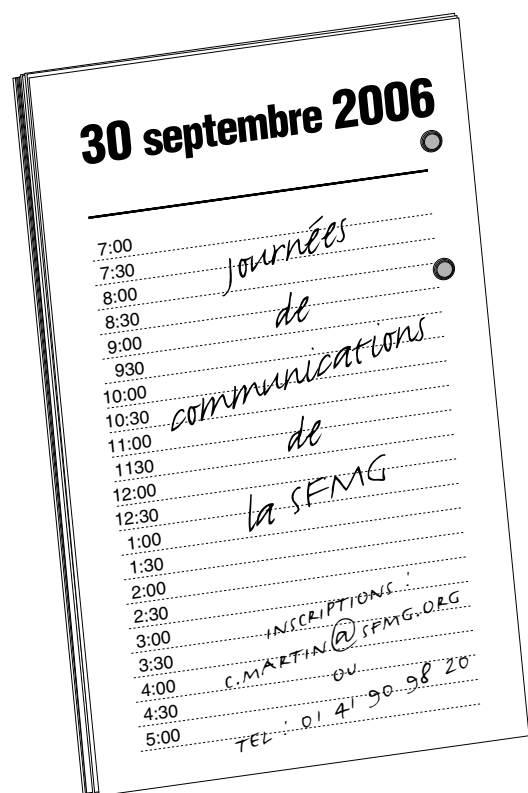 30 septembre 2006
7:00
7:30
8:00
8:30
9:00
930
10:00
10:30
11:00
1130
12:00
12:30
1:00
1:30
2:00
2:30
3:00
3:30
4:00
4:30
5:00
Journées
de
communications
de
la SFMG
INSCRIPTIONS :
C.MARTIN@SFMG.ORG
OU
TEL : 01 41 90 98 20